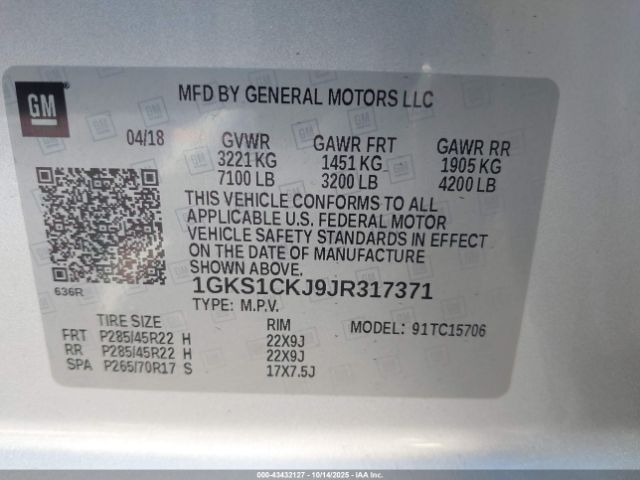 GM
MFD BY GENERAL MOTORS LLC
04/18 GVWR GAWR FRT GAWR RR
3221 KG 1451 KG 1905 KG
7100 LB 3200 LB 4200 LB
THIS VEHICLE CONFORMS TO ALL
APPLICABLE U.S. FEDERAL MOTOR
VEHICLE SAFETY STANDARDS IN EFFECT
ON THE DATE OF MANUFACTURE
SHOWN ABOVE.
636R
1GKS1CKJ9JR317371
TYPE: M.P.V.
TIRE SIZE RIM MODEL: 91TC15706
FRT P285/45R22 H 22X9J
RR P285/45R22 H 22X9J
SPA P265/70R17 S 17X7.5J
000-43432127 - 10/14/2025 - IAAI.com